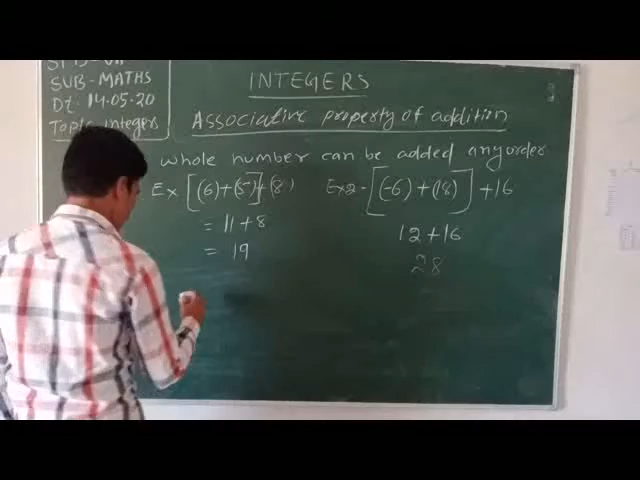 SUB-MATHS
Dt. 14.05-20
Topic integers
INTEGERS
Associative property of addition
Whole number can be added any order
Ex [(6)+(5)]+(8)
= 11+8
= 19
Ex2- [(-6)+(18)] +16
12+16
28